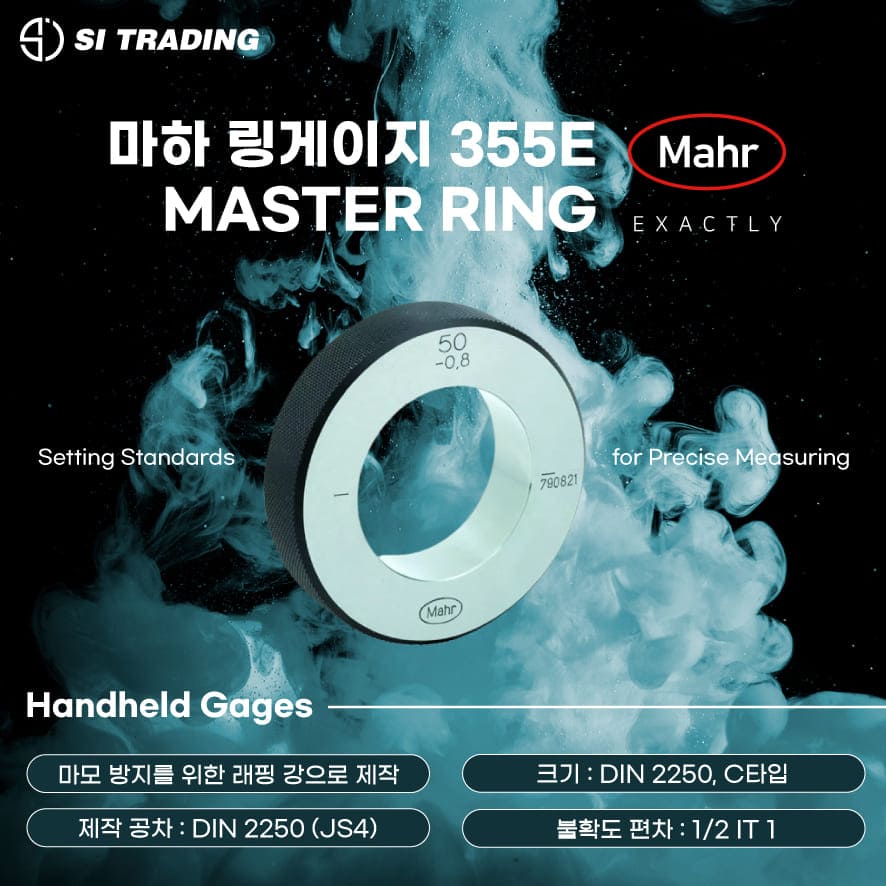 SI TRADING
마하 링게이지 355E
MASTER RING
Mahr
EXACTLY
50
-0,8
Setting Standards
for Precise Measuring
790821
Mahr
Handheld Gages
마모 방지를 위한 래핑 강으로 제작
크기 : DIN 2250, C타입
제작 공차 : DIN 2250 (JS4)
불확도 편차 : 1/2 IT 1